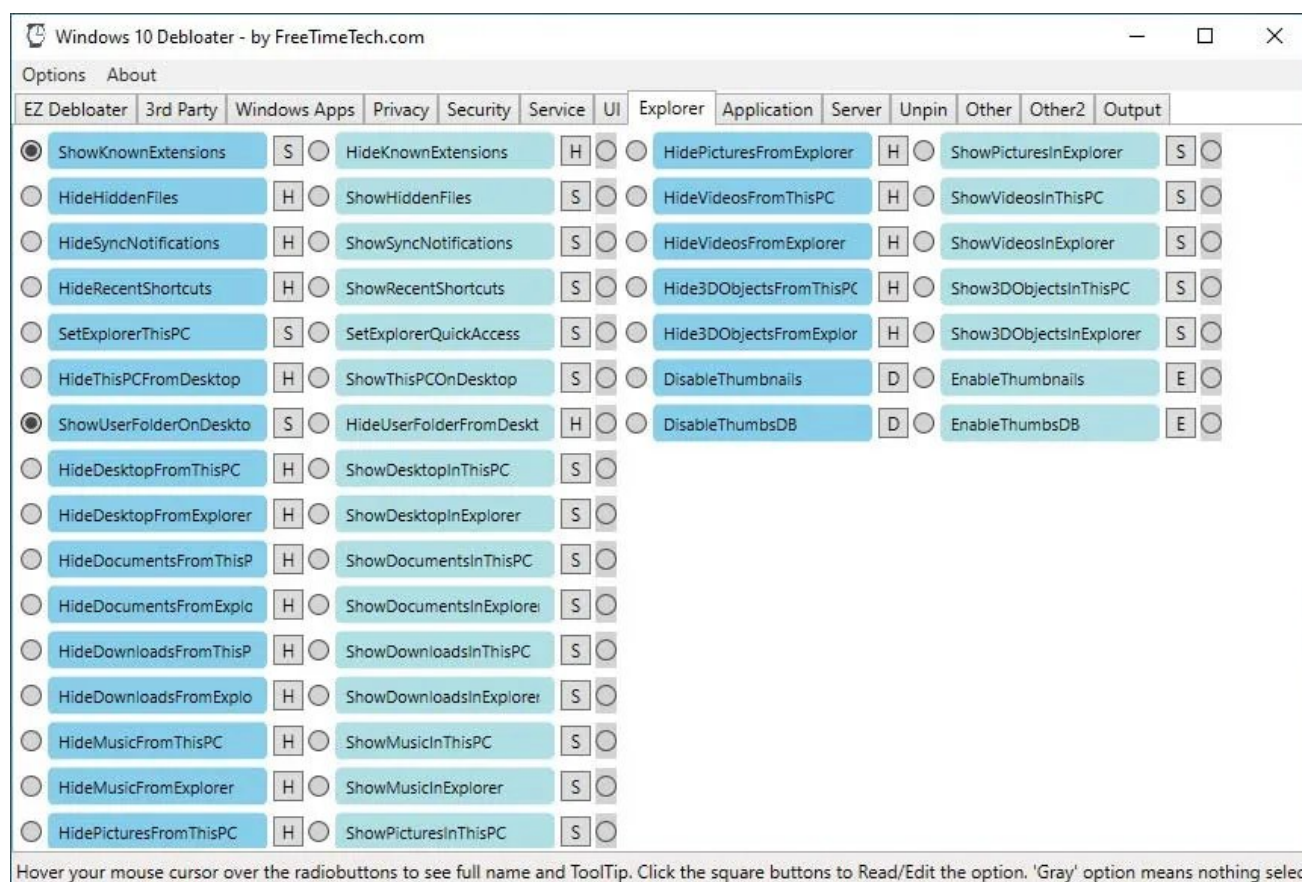 Windows 10 Debloater - by FreeTimeTech.com
Options About
EZ Debloater 3rd Party Windows Apps Privacy Security Service UI Explorer Application Server Unpin Other Other2 Output
ShowKnownExtensions S HideKnownExtensions H HidePicturesFromExplorer H ShowPicturesInExplorer S
HideHiddenFiles H ShowHiddenFiles S HideVideosFromThisPC H ShowVideosInThisPC S
HideSyncNotifications H ShowSyncNotifications S HideVideosFromExplorer H ShowVideosInExplorer S
HideRecentShortcuts H ShowRecentShortcuts S Hide3DObjectsFromThisPC H Show3DObjectsInThisPC S
SetExplorerThisPC S SetExplorerQuickAccess S Hide3DObjectsFromExplor H Show3DObjectsInExplorer S
HideThisPCFromDesktop H ShowThisPCOnDesktop S DisableThumbnails D EnableThumbnails E
ShowUserFolderOnDeskto S HideUserFolderFromDeskt H DisableThumbsDB D EnableThumbsDB E
HideDesktopFromThisPC H ShowDesktopInThisPC S
HideDesktopFromExplorer H ShowDesktopInExplorer S
HideDocumentsFromThisP H ShowDocumentsInThisPC S
HideDocumentsFromExplo H ShowDocumentsInExplorer S
HideDownloadsFromThisP H ShowDownloadsInThisPC S
HideDownloadsFromExplo H ShowDownloadsInExplorer S
HideMusicFromThisPC H ShowMusicInThisPC S
HideMusicFromExplorer H ShowMusicInExplorer S
HidePicturesFromThisPC H ShowPicturesInThisPC S
Hover your mouse cursor over the radiobuttons to see full name and ToolTip. Click the square buttons to Read/Edit the option. 'Gray' option means nothing selec